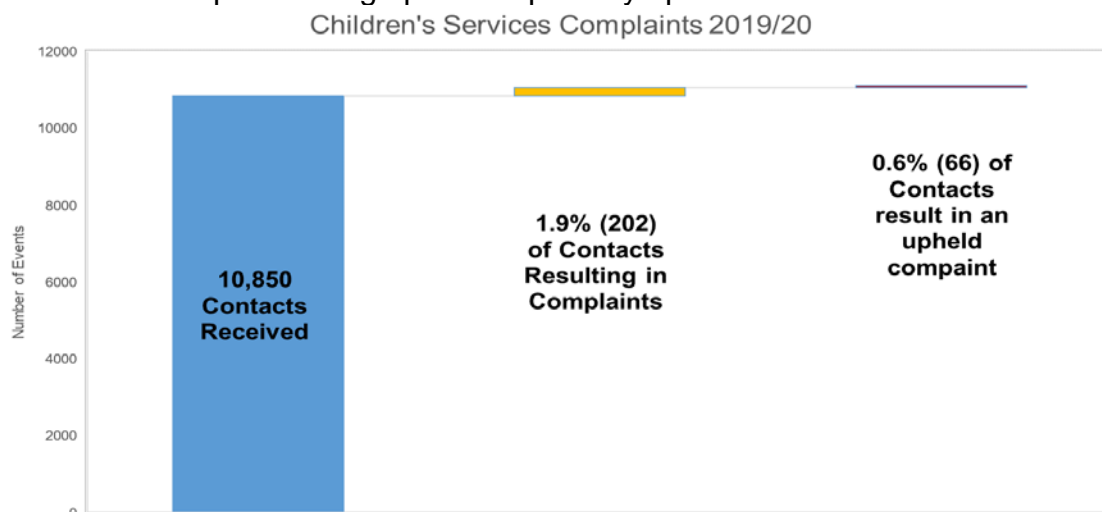 Children's Services Complaints 2019/20
12000
10000
8000
6000
4000
2000
0
Number of Events
10,850
Contacts
Received
1.9% (202)
of Contacts
Resulting in
Complaints
0.6% (66) of
Contacts
result in an
upheld
compaint